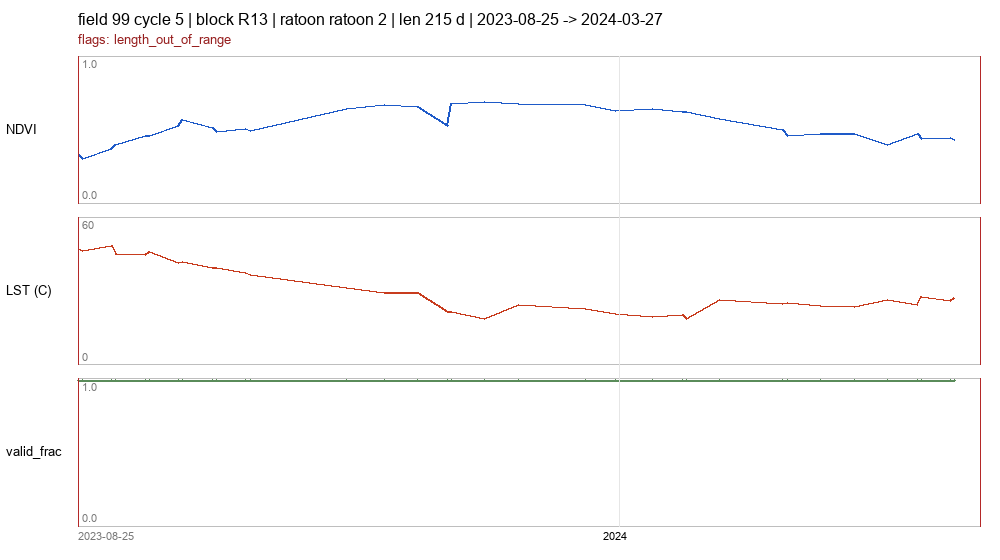 field 99 cycle 5 | block R13 | ratoon ratoon 2 | len 215 d | 2023-08-25 -> 2024-03-27
flags: length_out_of_range
1.0
NDVI
0.0
60
LST (C)
0
1.0
valid_frac
0.0
2023-08-25 2024